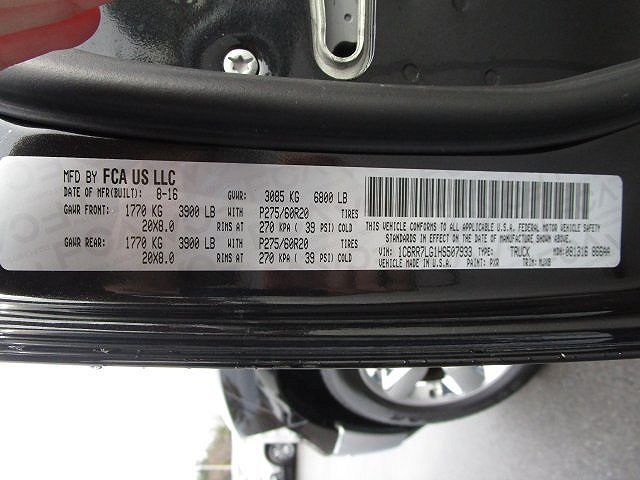 MFD BY FCA US LLC
DATE OF MFR(BUILT): 8-16 GVWR: 3085 KG 6800 LB
GAWR FRONT: 1770 KG 3900 LB WITH P275/60R20 TIRES
20X8.0 RIMS AT 270 KPA ( 39 PSI) COLD
GAWR REAR: 1770 KG 3900 LB WITH P275/60R20 TIRES
20X8.0 RIMS AT 270 KPA ( 39 PSI) COLD
THIS VEHICLE CONFORMS TO ALL APPLICABLE U.S.A. FEDERAL MOTOR VEHICLE SAFETY
STANDARDS IN EFFECT ON THE DATE OF MANUFACTURE SHOWN ABOVE.
VIN: 1C6RR7LG1HS507933 TYPE: TRUCK MDH:
MADE IN U.S.A. PAINT: PXR TRIM: